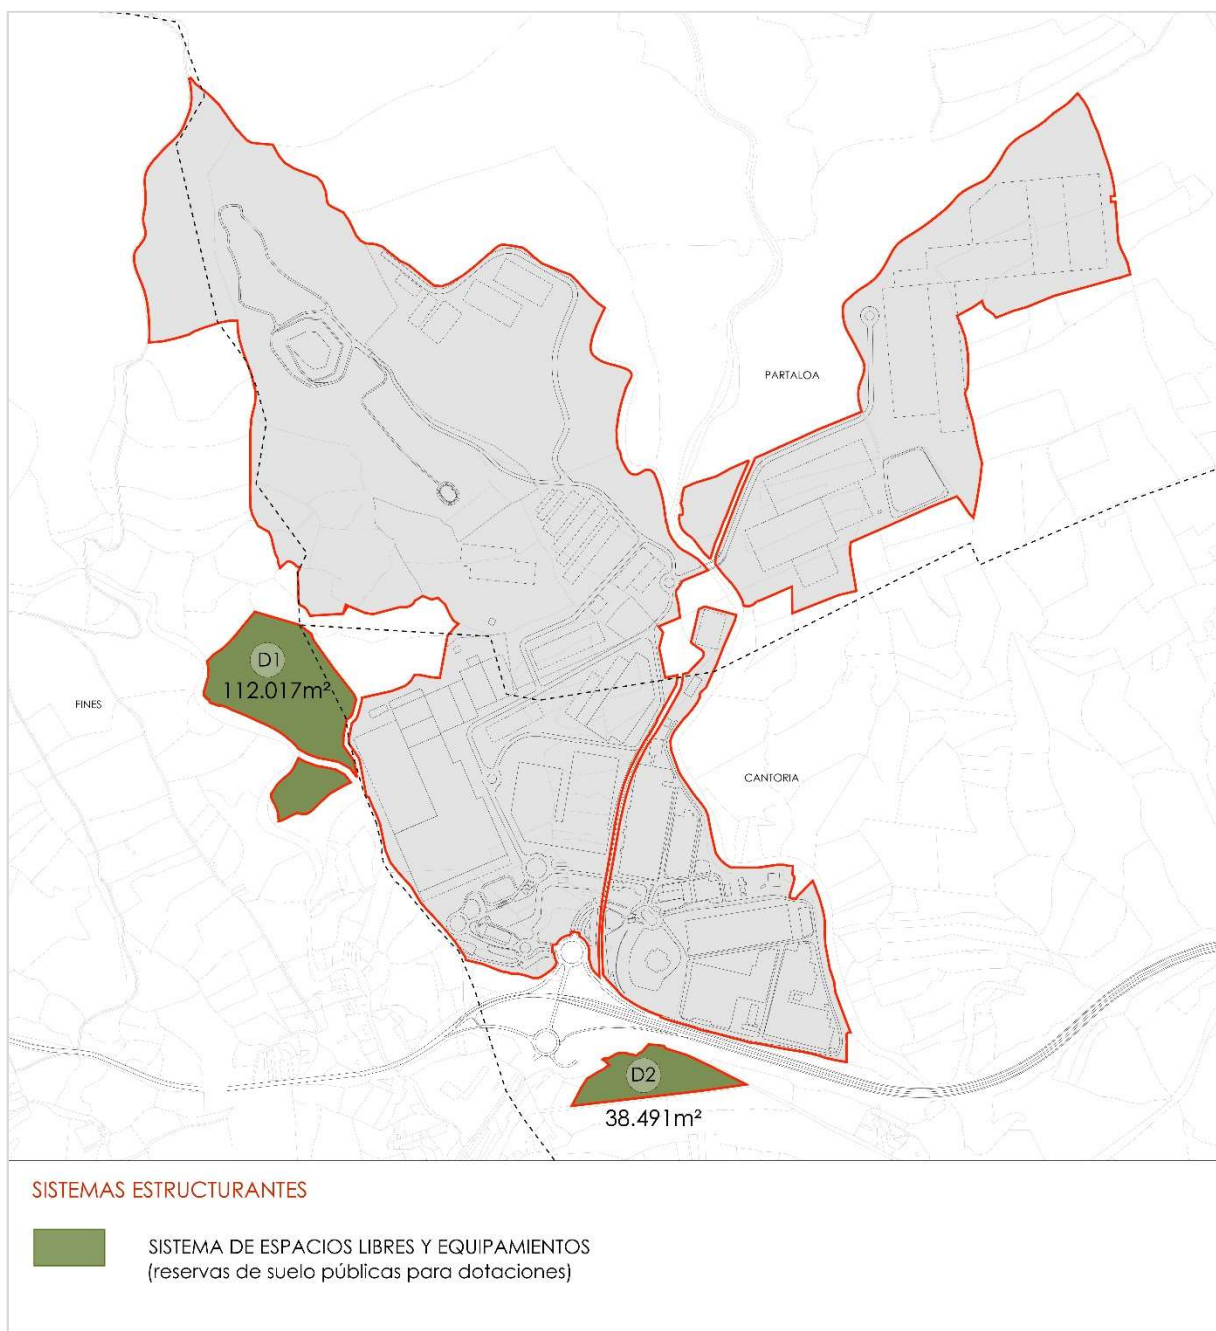 PARTALOA
D1
112.017m²
FINES
CANTORIA
D2
38.491m²
SISTEMAS ESTRUCTURANTES
SISTEMA DE ESPACIOS LIBRES Y EQUIPAMIENTOS
(reservas de suelo públicas para dotaciones)